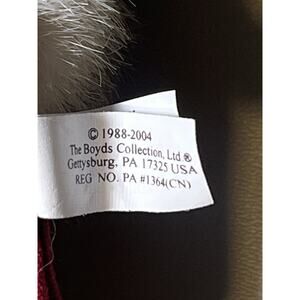 © 1988-2004
The Boyds Collection, Ltd ®
Gettysburg, PA 17325 USA
REG NO. PA #1364(CN)